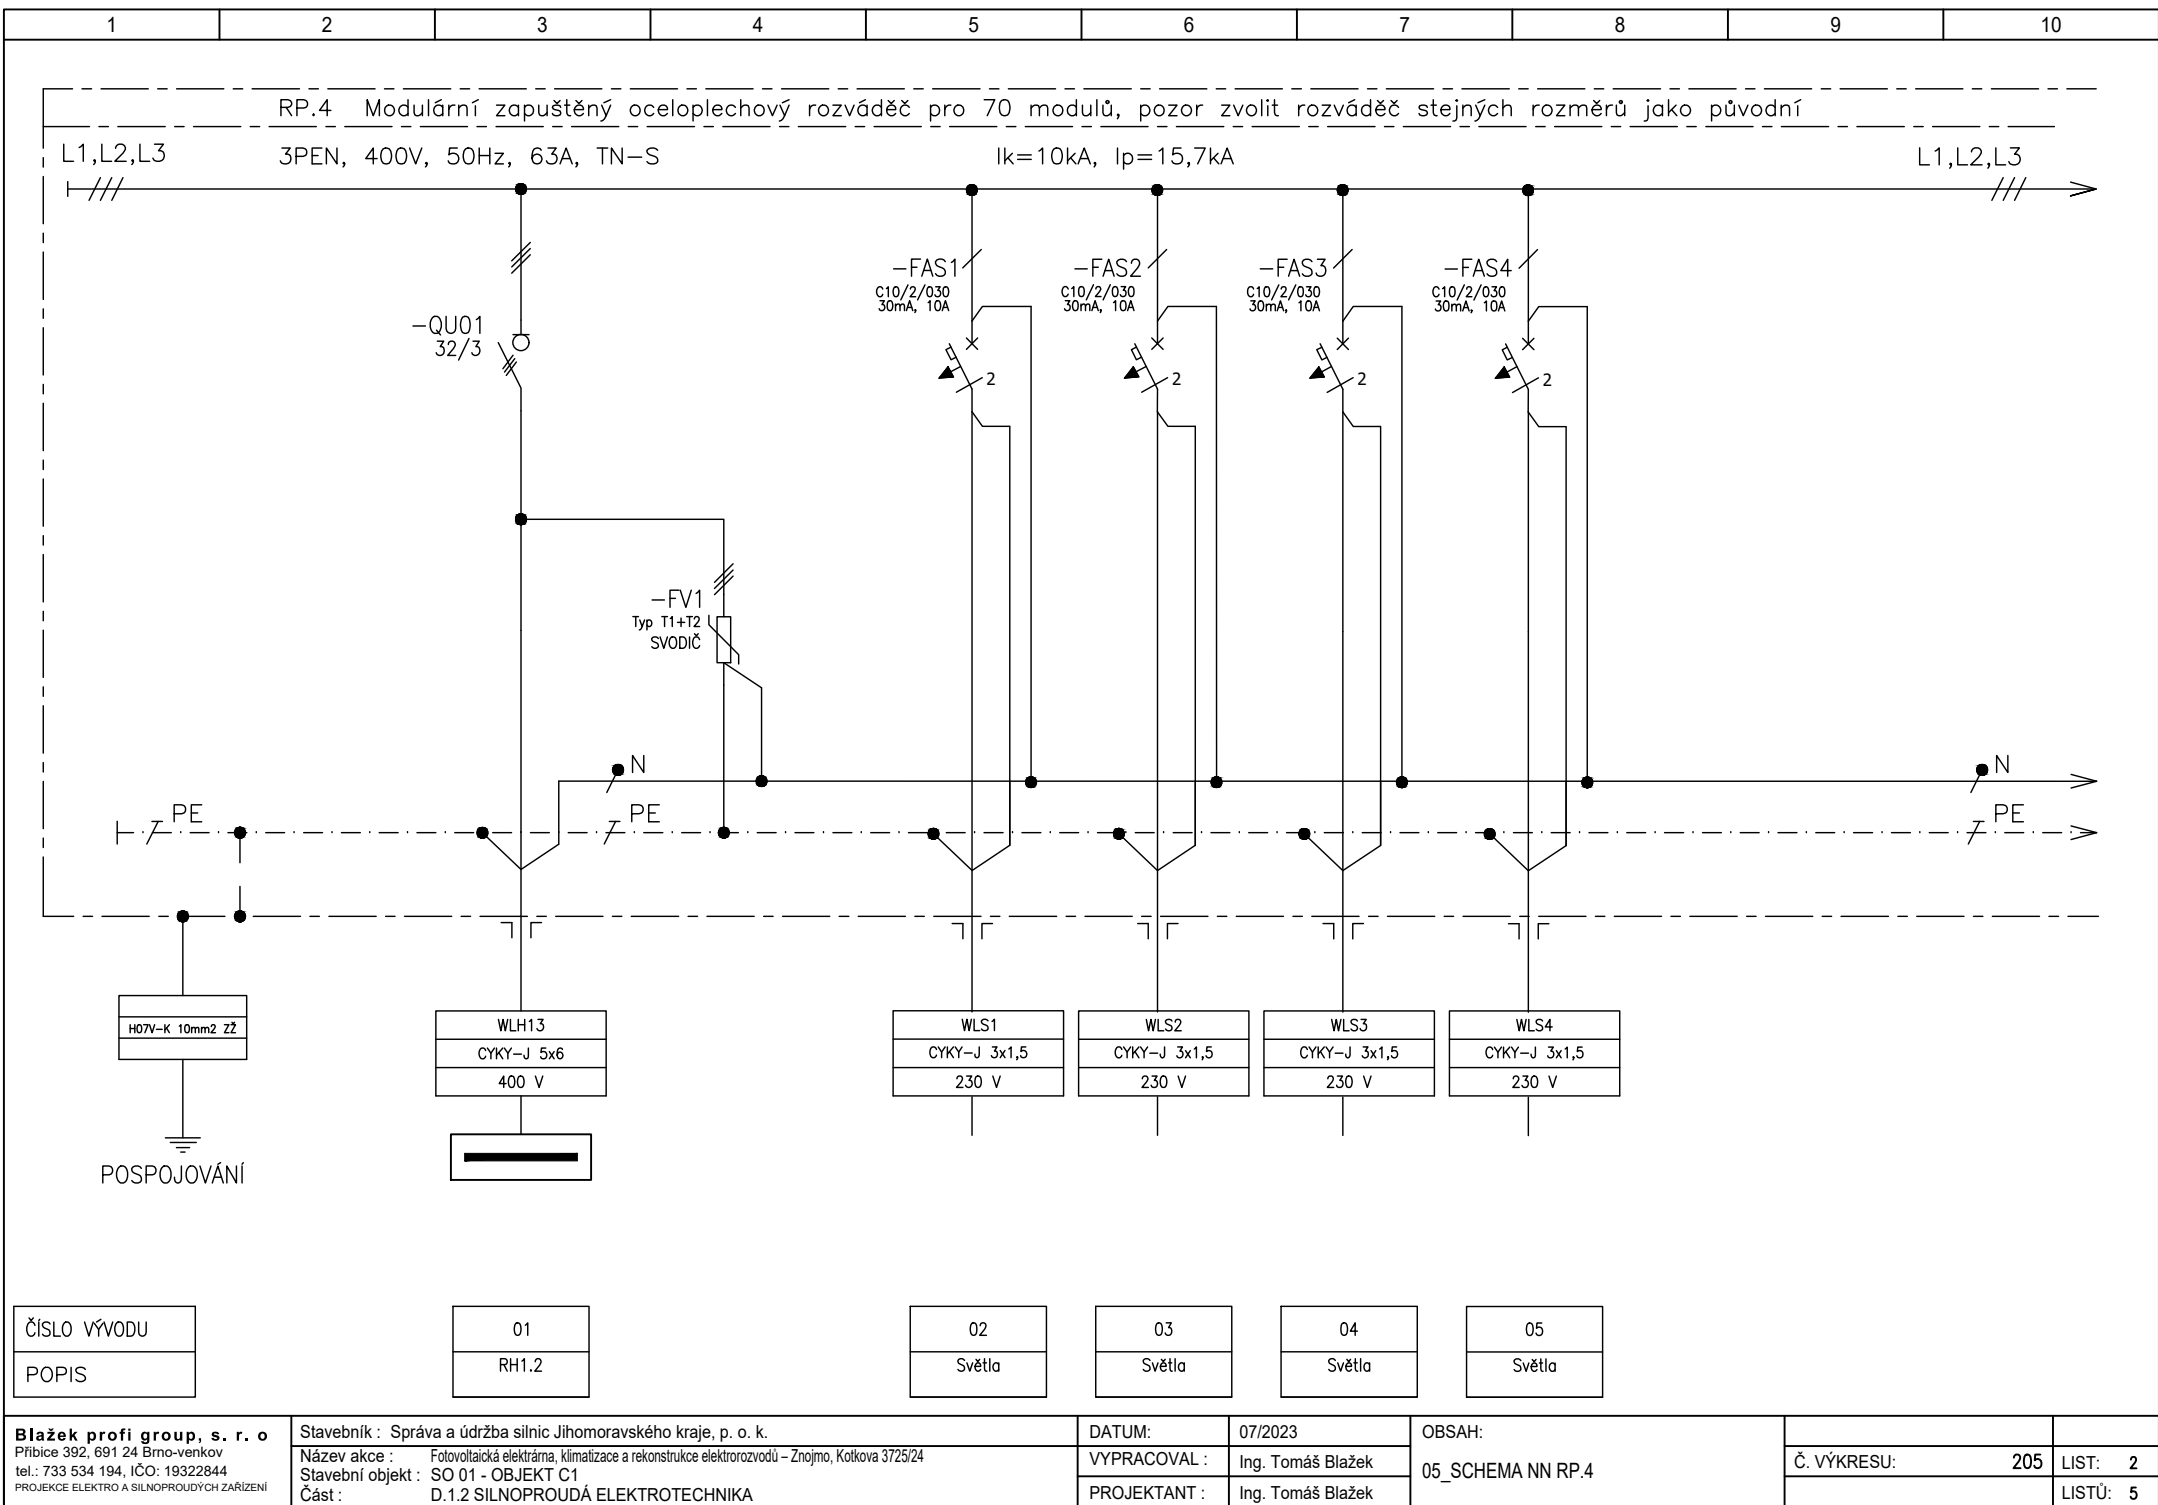 1 2 3 4 5 6 7 8 9 10
RP.4 Modulární zapuštěný oceloplechový rozváděč pro 70 modulů, pozor zvolit rozváděč stejných rozměrů jako původní
L1,L2,L3 3PEN, 400V, 50Hz, 63A, TN-S Ik=10kA, Ip=15,7kA L1,L2,L3
-FAS1 -FAS2 -FAS3 -FAS4
C10/2/030 C10/2/030 C10/2/030 C10/2/030
30mA, 10A 30mA, 10A 30mA, 10A 30mA, 10A
-QU01
32/3
2 2 2 2
-FV1
Typ T1+T2
SVODIČ
N N
PE PE PE
WLH13 WLS1 WLS2 WLS3 WLS4
H07V-K 10mm2 ZŽ
CYKY-J 5x6 CYKY-J 3x1,5 CYKY-J 3x1,5 CYKY-J 3x1,5 CYKY-J 3x1,5
400 V 230 V 230 V 230 V 230 V
POSPOJOVÁNÍ
ČÍSLO VÝVODU 01 02 03 04 05
POPIS RH1.2 Světla Světla Světla Světla
Blažek profi group, s. r. o
Přibice 392, 691 24 Brno-venkov
tel.: 733 534 194, IČO: 19322844
PROJEKCE ELEKTRO A SILNOPROUDÝCH ZAŘÍZENÍ
Stavebník : Správa a údržba silnic Jihomoravského kraje, p. o. k.
Název akce : Fotovoltaická elektrárna, klimatizace a rekonstrukce elektrorozvodů – Znojmo, Kotkova 3725/24
Stavební objekt : SO 01 - OBJEKT C1
Část : D.1.2 SILNOPROUDÁ ELEKTROTECHNIKA
DATUM: 07/2023
VYPRACOVAL : Ing. Tomáš Blažek
PROJEKTANT : Ing. Tomáš Blažek
OBSAH:
05_SCHEMA NN RP.4
Č. VÝKRESU: 205
LIST: 2
LISTŮ: 5